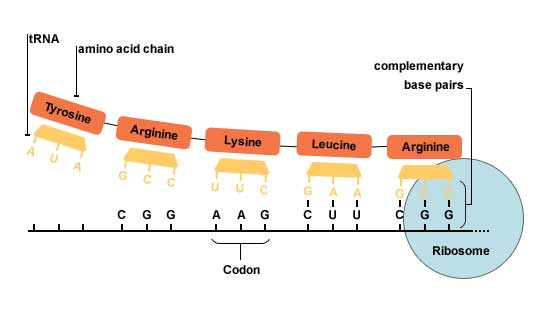 tRNA
amino acid chain
complementary
base pairs
Tyrosine
Arginine
Lysine
Leucine
Arginine
A U A
G C C
U U C
G A A
G
C G G
A A G
C U U
C G G
Codon
Ribosome